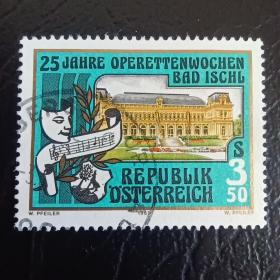 25 JAHRE OPERETTENWOCHEN
BAD ISCHL
S
3
50
REPUBLIK
ÖSTERREICH
W. PFEILER
W. PFEILER